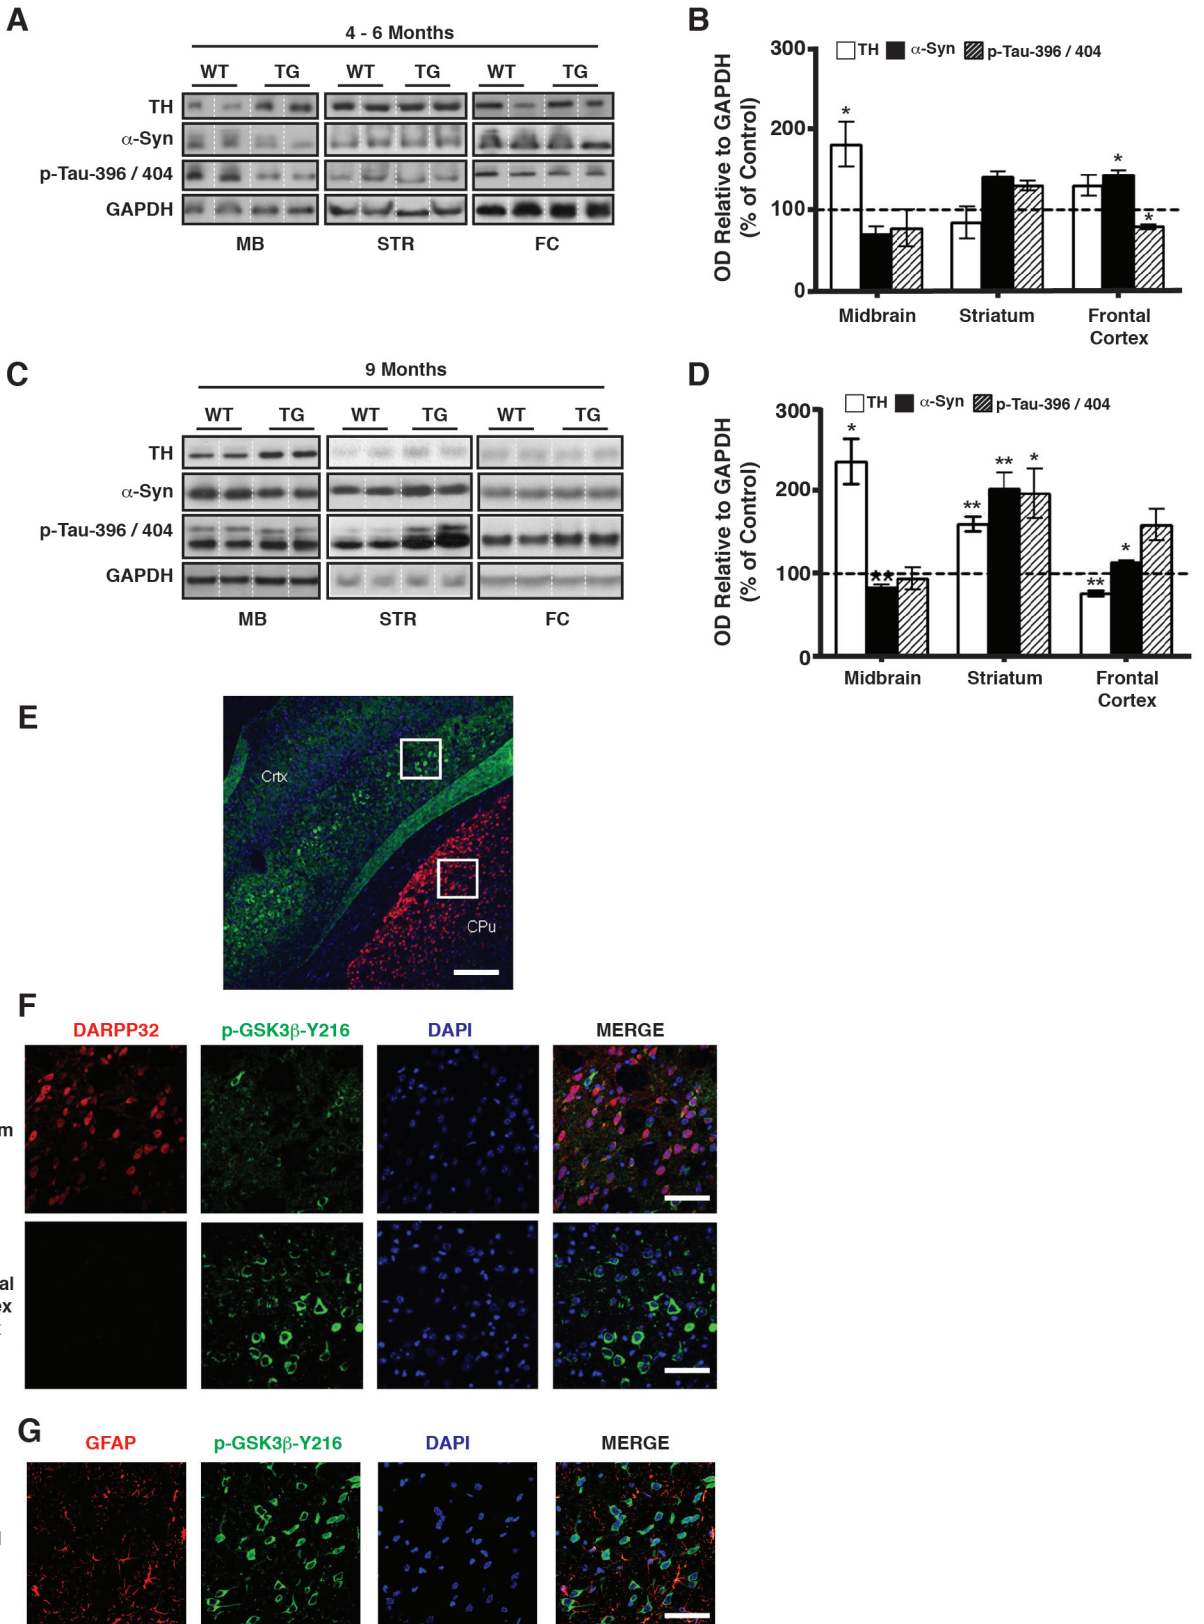 A
4 - 6 Months
WT TG WT TG WT TG
TH
α-Syn
p-Tau-396 / 404
GAPDH
MB STR FC
B
TH α-Syn p-Tau-396 / 404
OD Relative to GAPDH
(% of Control)
300
200
100
0
*
*
*
Midbrain Striatum Frontal
Cortex
C
9 Months
WT TG WT TG WT TG
TH
α-Syn
p-Tau-396 / 404
GAPDH
MB STR FC
D
TH α-Syn p-Tau-396 / 404
OD Relative to GAPDH
(% of Control)
300
200
100
0
*
**
**
**
*
**
*
Midbrain Striatum Frontal
Cortex
E
Crtx
CPu
F
DARPP32 p-GSK3β-Y216 DAPI MERGE
m
al
ex
G
GFAP p-GSK3β-Y216 DAPI MERGE